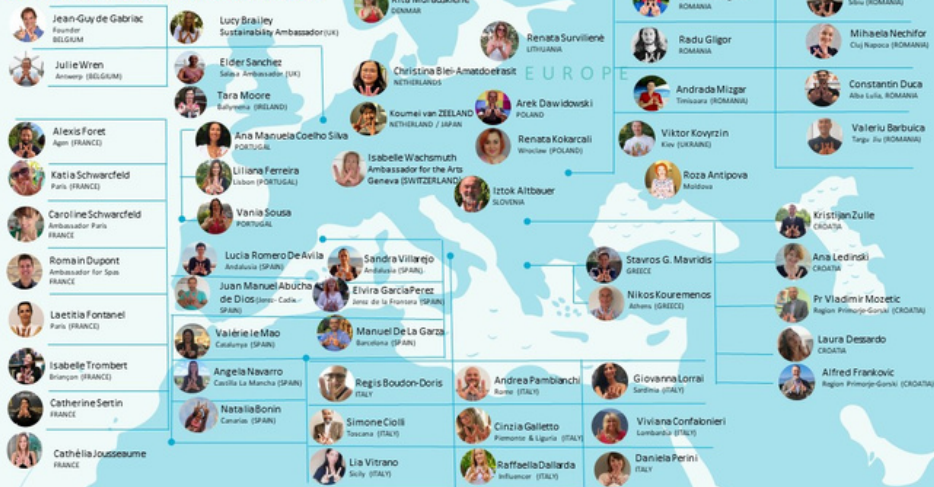 Jean-Guy de Gabriac
Founder
BELGIUM
Julie Wren
Antwerp (BELGIUM)
Lucy Brailey
Sustainability Ambassador (UK)
Elder Sanchez
Ambassador (UK)
Tara Moore
(IRELAND)
DENMAR
Renata Survilienė
LITHUANIA
Christina Blei-Amatdoelrasit
NETHERLANDS
EUROPE
Koumei van ZEELAND
NETHERLAND / JAPAN
Arek Dawidowski
POLAND
Renata Kokarcali
Wroclaw (POLAND)
Isabelle Wachsmuth
Ambassador for the Arts
Geneva (SWITZERLAND)
Iztok Altbauer
SLOVENIA
ROMANIA
Radu Gligor
ROMANIA
Andrada Mizgar
Timisoara (ROMANIA)
Viktor Kovyrzin
Kiev (UKRAINE)
Roza Antipova
Moldova
Sibiu (ROMANIA)
Mihaela Nechifor
Cluj Napoca (ROMANIA)
Constantin Duca
Alba Lulia, ROMANIA
Valeriu Barbuica
Targu Jiu (ROMANIA)
Alexis Foret
Agen (FRANCE)
Katia Schwarcfeld
Paris (FRANCE)
Caroline Schwarcfeld
Ambassador Paris
FRANCE
Romain Dupont
Ambassador for Spas
FRANCE
Laetitia Fontanel
Paris (FRANCE)
Isabelle Trombert
Briançon (FRANCE)
Catherine Sertin
FRANCE
Cathélia Jousseaume
FRANCE
Ana Manuela Coelho Silva
PORTUGAL
Liliana Ferreira
Lisbon (PORTUGAL)
Vania Sousa
PORTUGAL
Lucia Romero De Avila
Andalusia (SPAIN)
Juan Manuel Abucha
de Dios (Jerez- Cadix
SPAIN)
Valérie le Mao
Catalunya (SPAIN)
Angela Navarro
Castilla La Mancha (SPAIN)
Natalia Bonin
Canarias (SPAIN)
Sandra Villarejo
Andalusia (SPAIN)
Elvira Garcia Perez
Jerez de la Frontera (SPAIN)
Manuel De La Garza
Barcelona (SPAIN)
Regis Boudon-Doris
ITALY
Simone Ciolli
Toscana (ITALY)
Lia Vitrano
Sicily (ITALY)
Andrea Pambianchi
Rome (ITALY)
Cinzia Galletto
Piemonte & Liguria (ITALY)
Raffaella Dallarda
Influencer (ITALY)
Giovanna Lorrai
Sardinia (ITALY)
Viviana Confalonieri
Lombardia (ITALY)
Daniela Perini
ITALY
Stavros G. Mavridis
GREECE
Nikos Kouremenos
Athens (GREECE)
Kristijan Zulle
CROATIA
Ana Ledinski
CROATIA
Pr Vladimir Mozetic
Region Primorje-Gorski (CROATIA)
Laura Dessardo
CROATIA
Alfred Frankovic
Region Primorje-Gorski (CROATIA)